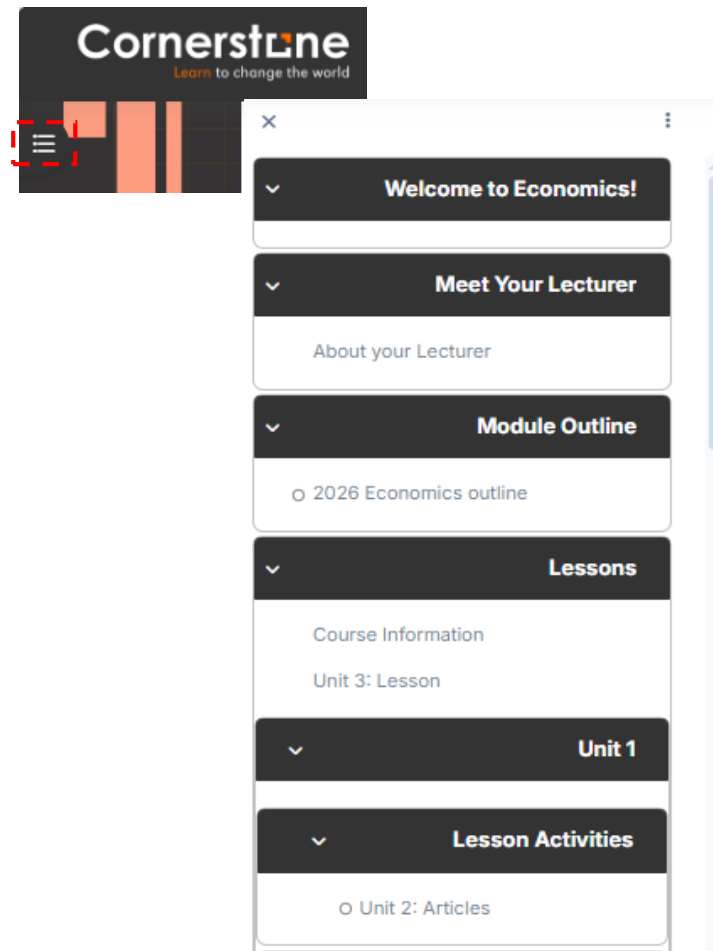 Cornerstone
Learn to change the world
Welcome to Economics!
Meet Your Lecturer
About your Lecturer
Module Outline
2026 Economics outline
Lessons
Course Information
Unit 3: Lesson
Unit 1
Lesson Activities
Unit 2: Articles